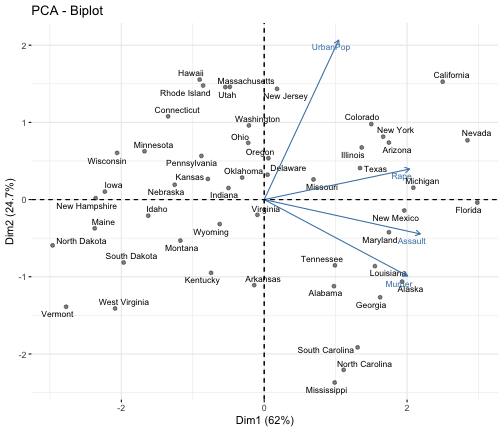 PCA - Biplot
UrbanPop
California
Hawaii
Massachusetts
Rhode Island
Utah
New Jersey
Connecticut
Washington
Colorado
New York
Nevada
Ohio
Minnesota
Oregon
Illinois
Arizona
Wisconsin
Pennsylvania
Delaware
Oklahoma
Texas
Kansas
Rape
Michigan
Iowa
Nebraska
Indiana
Missouri
New Hampshire
Idaho
Virginia
New Mexico
Florida
Maine
Wyoming
North Dakota
Montana
Maryland
Assault
South Dakota
Tennessee
Louisiana
Kentucky
Arkansas
Murder
Alaska
Alabama
Georgia
West Virginia
Vermont
South Carolina
North Carolina
Mississippi
2
1
0
-1
-2
Dim2 (24.7%)
-2
0
2
Dim1 (62%)